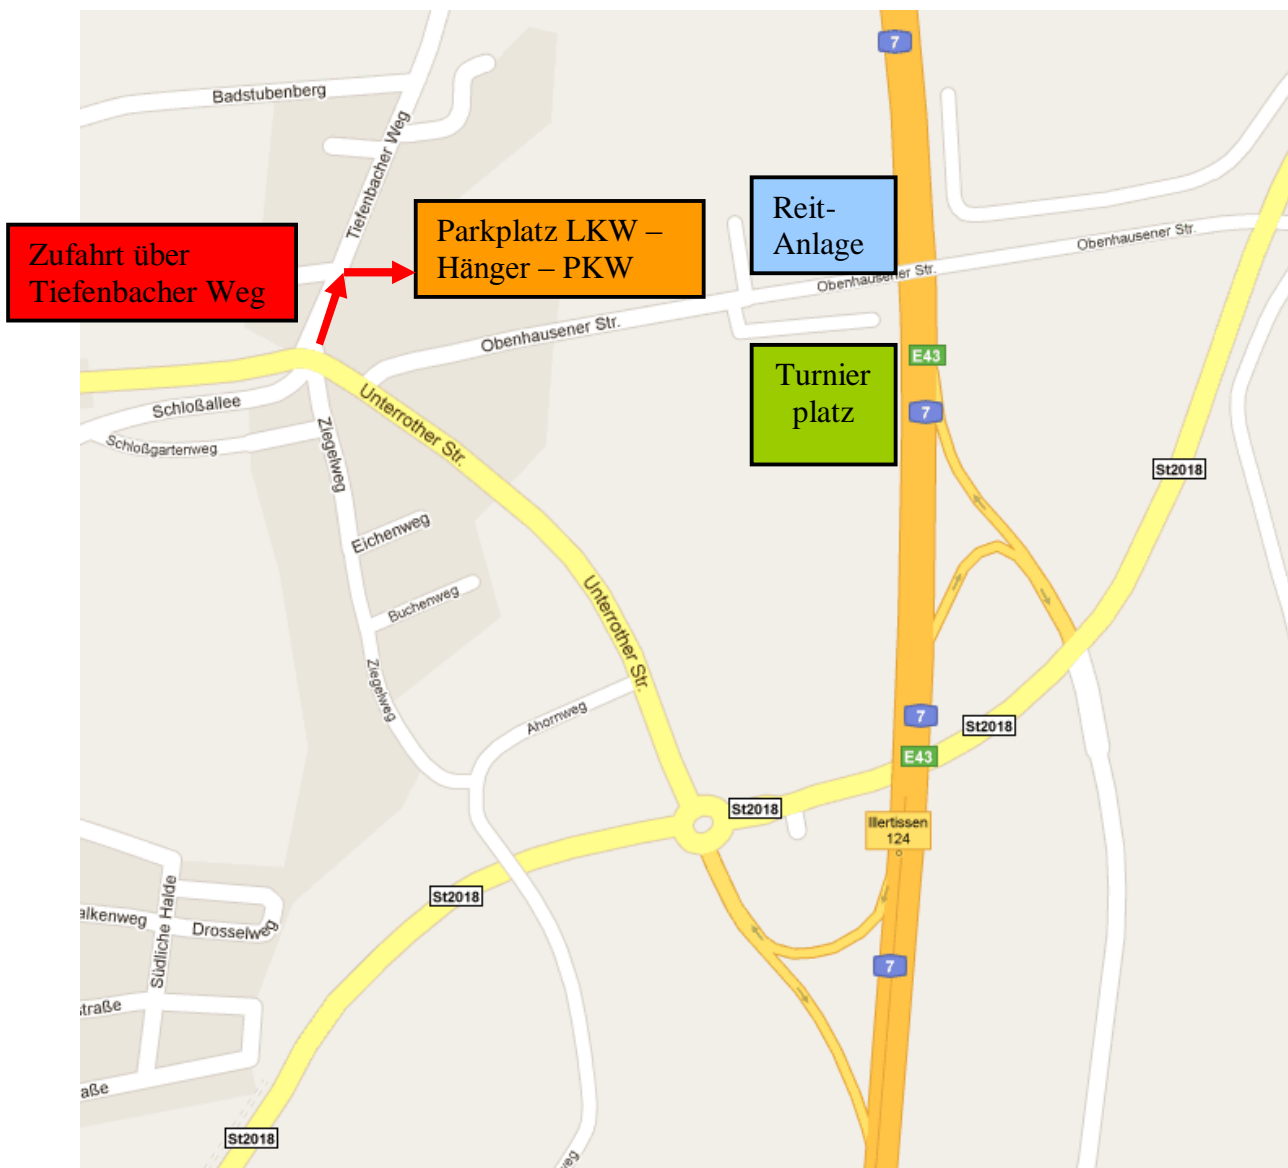 7
Badstubenberg
Tiefenbacher Weg
Reit-
Anlage
Parkplatz LKW –
Hänger – PKW
Zufahrt über
Tiefenbacher Weg
Obenhausener Str.
Obenhausener Str.
Obenhausener Str.
E43
Turnier
platz
7
Schloßallee
Schloßgartenweg
Ziegelweg
Unterrother Str.
St2018
Eichenweg
Buchenweg
Unterrother Str.
Ziegelweg
Ahornweg
7
St2018
E43
St2018
Illertissen
124
St2018
alkenweg
Drosselweg
Südliche Halde
7
traße
aße
St2018
eg